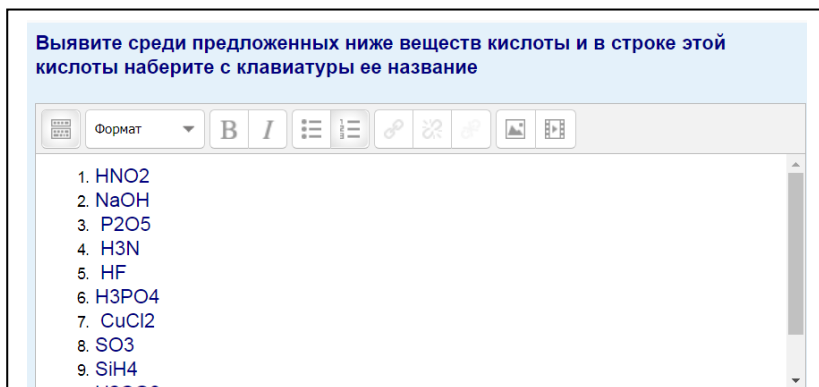 Выявите среди предложенных ниже веществ кислоты и в строке этой
кислоты наберите с клавиатуры ее название
Формат B I
1. HNO2
2. NaOH
3. P2O5
4. H3N
5. HF
6. H3PO4
7. CuCl2
8. SO3
9. SiH4